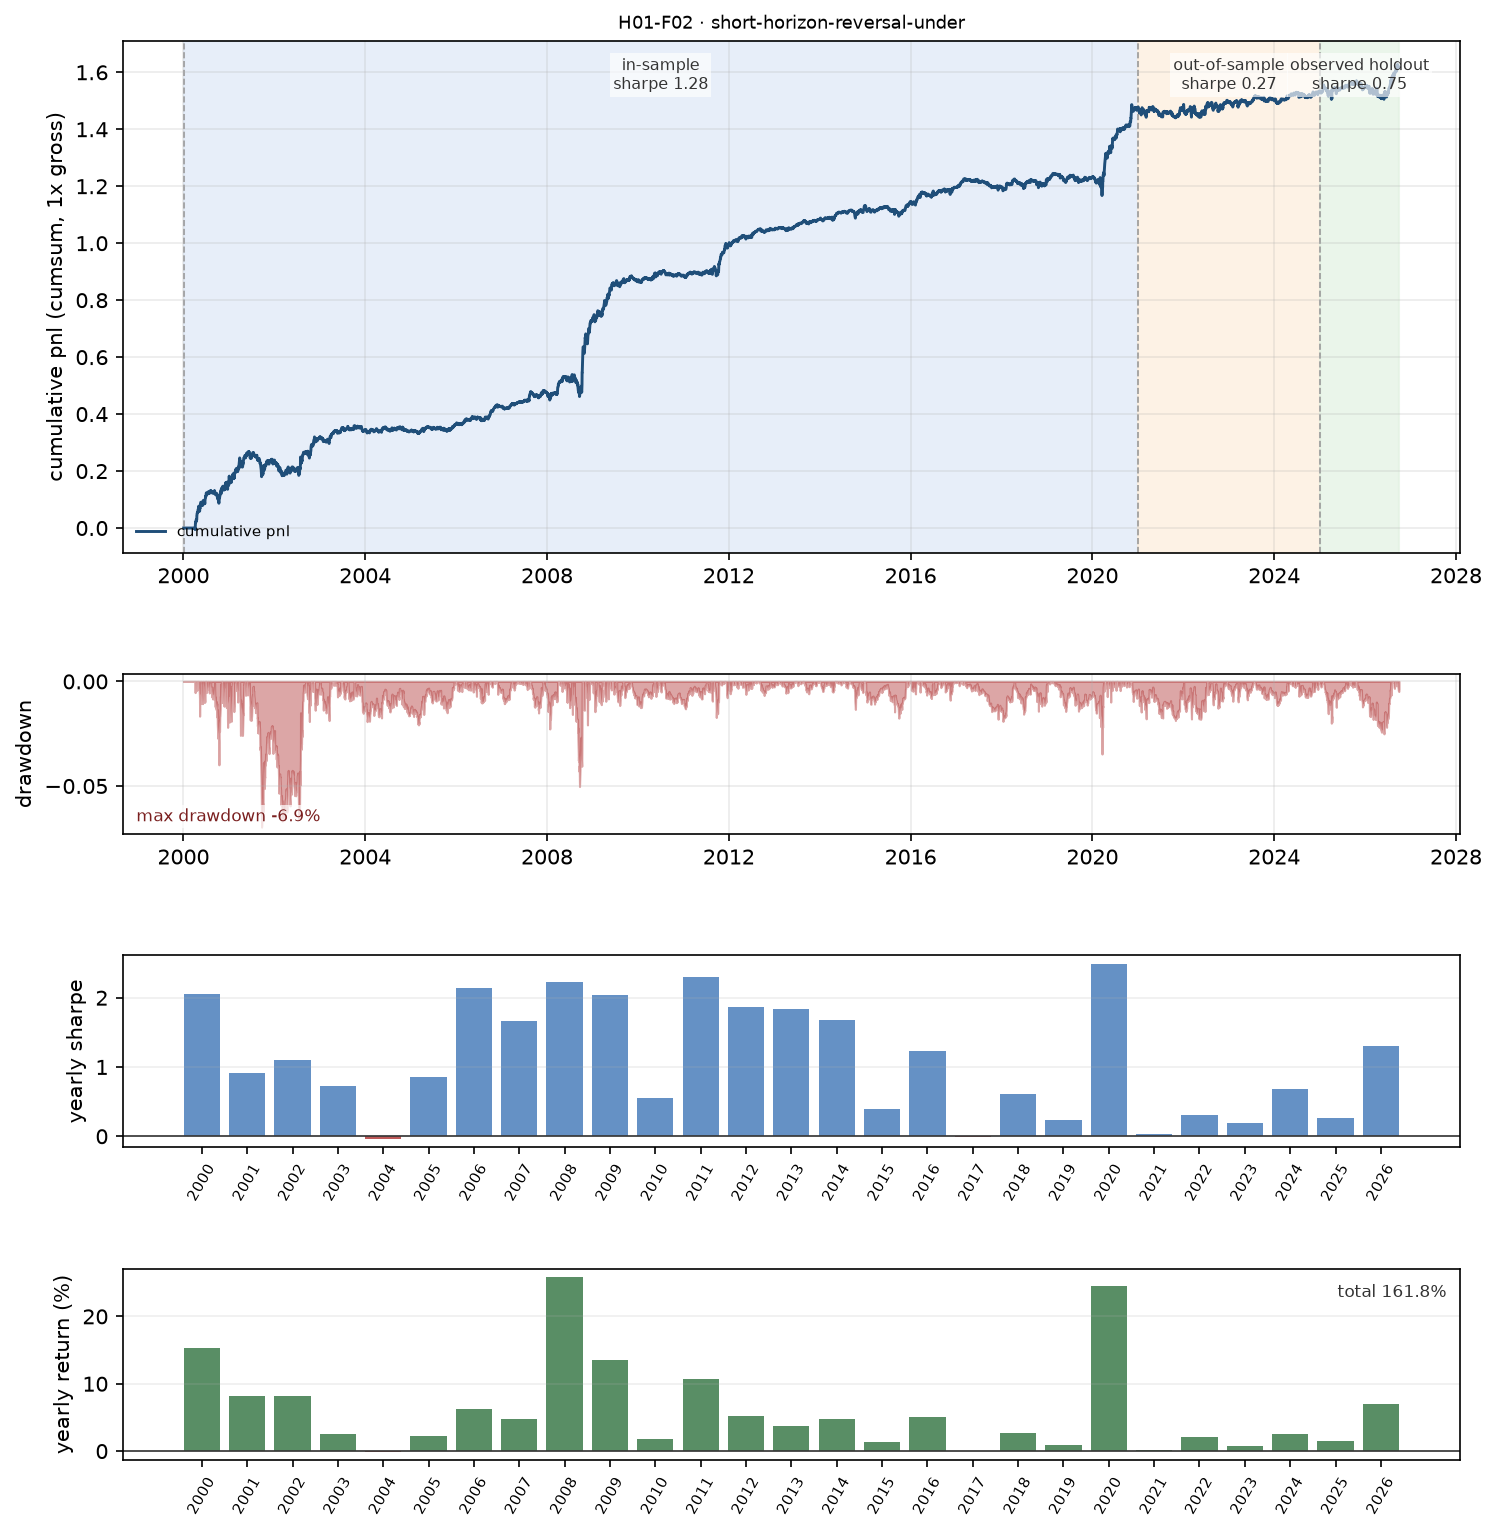 H01-F02 · short-horizon-reversal-under
in-sample
sharpe 1.28
out-of-sample
sharpe 0.27
observed holdout
sharpe 0.75
cumulative pnl (cumsum, 1x gross)
1.6
1.4
1.2
1.0
0.8
0.6
0.4
0.2
0.0
cumulative pnl
2000 2004 2008 2012 2016 2020 2024 2028
drawdown
0.00
−0.05
max drawdown -6.9%
2000 2004 2008 2012 2016 2020 2024 2028
yearly sharpe
2
1
0
2000 2001 2002 2003 2004 2005 2006 2007 2008 2009 2010 2011 2012 2013 2014 2015 2016 2017 2018 2019 2020 2021 2022 2023 2024 2025 2026
yearly return (%)
total 161.8%
20
10
0
2000 2001 2002 2003 2004 2005 2006 2007 2008 2009 2010 2011 2012 2013 2014 2015 2016 2017 2018 2019 2020 2021 2022 2023 2024 2025 2026